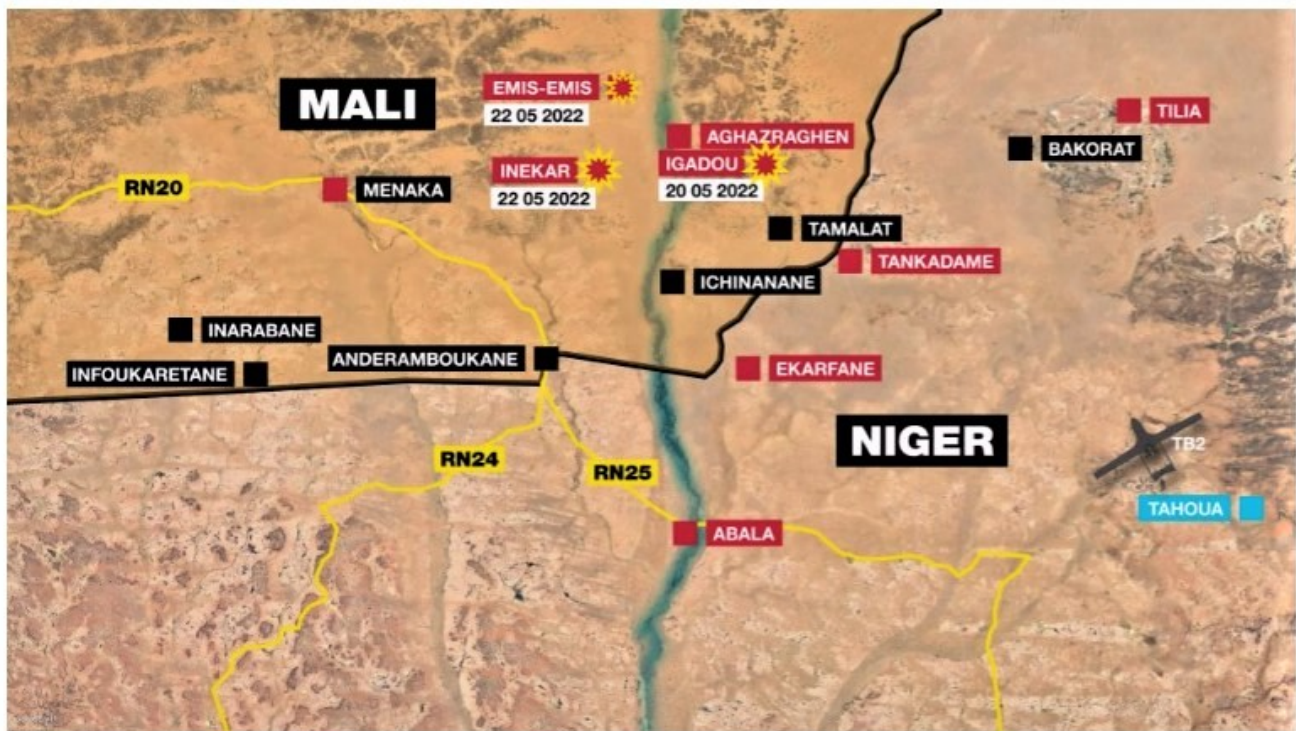 MALI
EMIS-EMIS
22 05 2022
AGHAZRAGHEN
TILIA
BAKORAT
INEKAR
22 05 2022
IGADOU
20 05 2022
RN20
MENAKA
TAMALAT
TANKADAME
ICHINANANE
INARABANE
ANDERAMBOUKANE
INFOUKARETANE
EKARFANE
NIGER
TB2
RN24
RN25
TAHOUA
ABALA